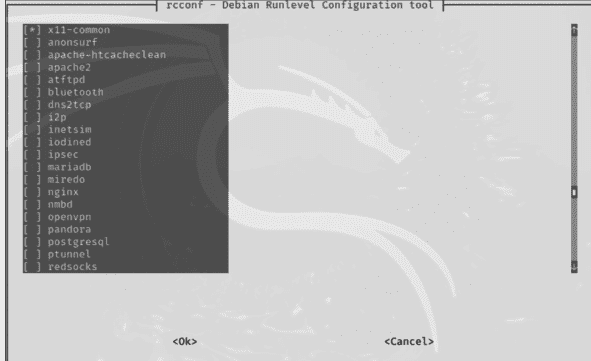 rcconf - Debian Runlevel Configuration tool
[*] x11-common
[ ] anonsurf
[ ] apache-htcacheclean
[ ] apache2
[ ] atftpd
[ ] bluetooth
[ ] dns2tcp
[ ] i2p
[ ] inetsim
[ ] iodined
[ ] ipsec
[ ] mariadb
[ ] miredo
[ ] nginx
[ ] nmbd
[ ] openvpn
[ ] pandora
[ ] postgresql
[ ] ptunnel
[ ] redsocks
<Ok> <Cancel>